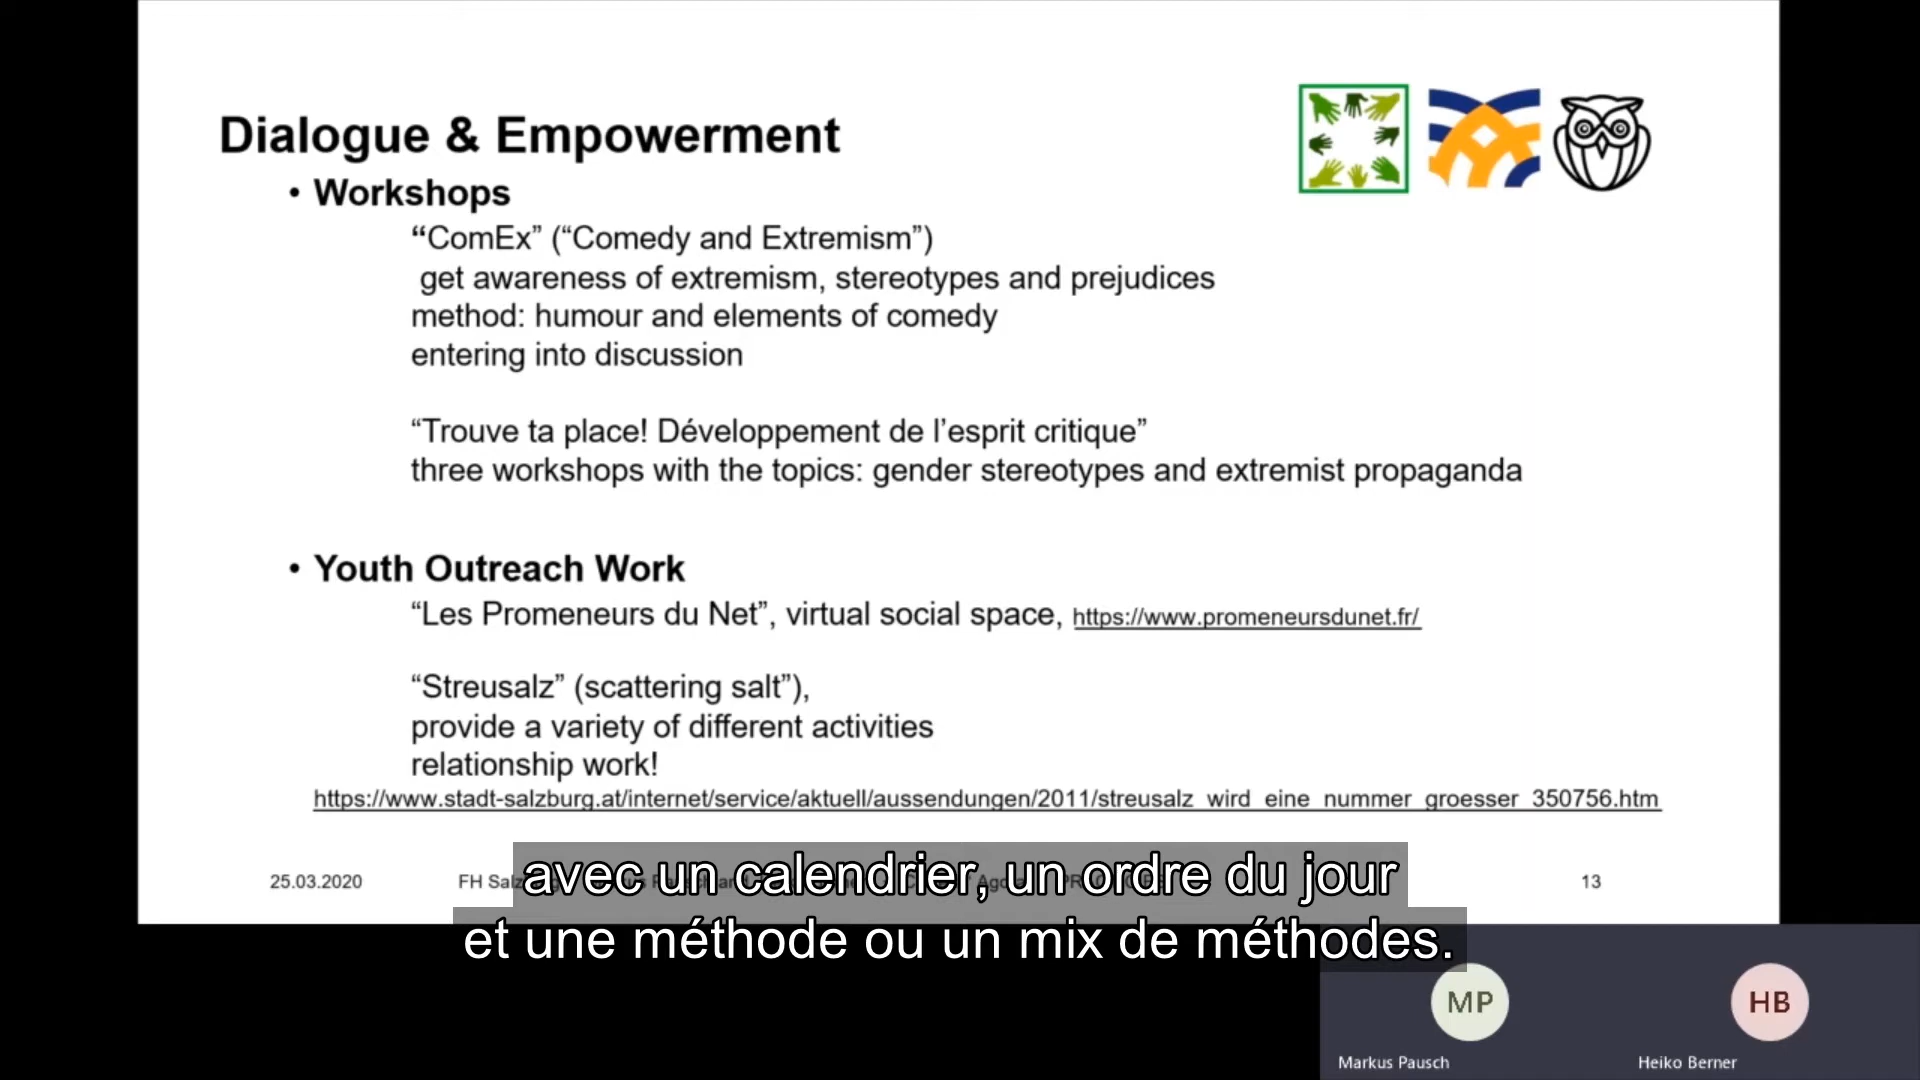 Dialogue & Empowerment
• Workshops
“ComEx” (“Comedy and Extremism”)
get awareness of extremism, stereotypes and prejudices
method: humour and elements of comedy
entering into discussion
“Trouve ta place! Développement de l’esprit critique”
three workshops with the topics: gender stereotypes and extremist propaganda
• Youth Outreach Work
“Les Promeneurs du Net”, virtual social space, https://www.promeneursdunet.fr/
“Streusalz” (scattering salt”),
provide a variety of different activities
relationship work!
https://www.stadt-salzburg.at/internet/service/aktuell/aussendungen/2011/streusalz_wird_eine_nummer_groesser_350756.htm
25.03.2020
FH
13
avec un calendrier, un ordre du jour
et une méthode ou un mix de méthodes.
MP
HB
Markus Pausch
Heiko Berner